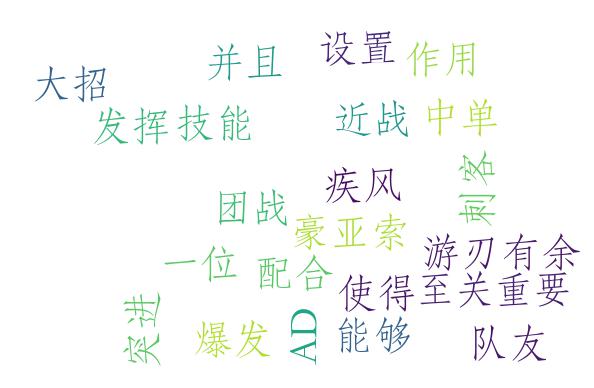 设置
并且
作用
大招
发挥技能
近战
中单
刺客
疾风
团战
豪亚索
游刃有余
一位
配合
使得至关重要
突进
爆发
AD
能够
队友